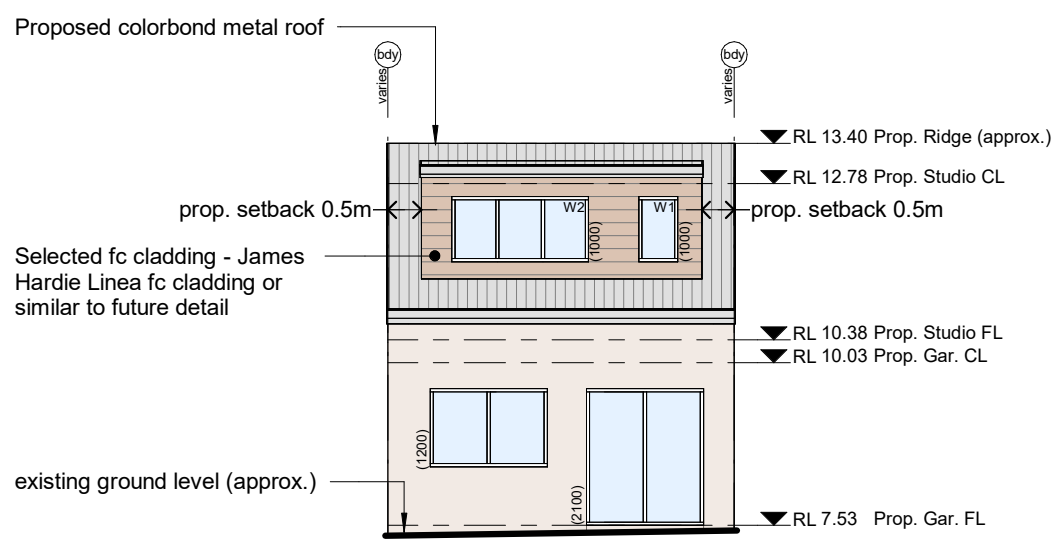 Proposed colorbond metal roof
bdy
varies
bdy
varies
RL 13.40 Prop. Ridge (approx.)
RL 12.78 Prop. Studio CL
prop. setback 0.5m
prop. setback 0.5m
W2
(1000)
W1
(1000)
Selected fc cladding - James
Hardie Linea fc cladding or
similar to future detail
RL 10.38 Prop. Studio FL
RL 10.03 Prop. Gar. CL
(1200)
(2100)
existing ground level (approx.)
RL 7.53 Prop. Gar. FL